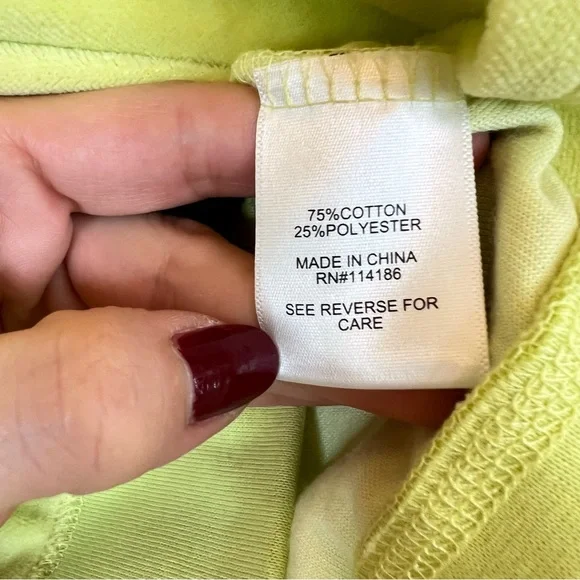 75%COTTON
25%POLYESTER
MADE IN CHINA
RN#114186
SEE REVERSE FOR
CARE